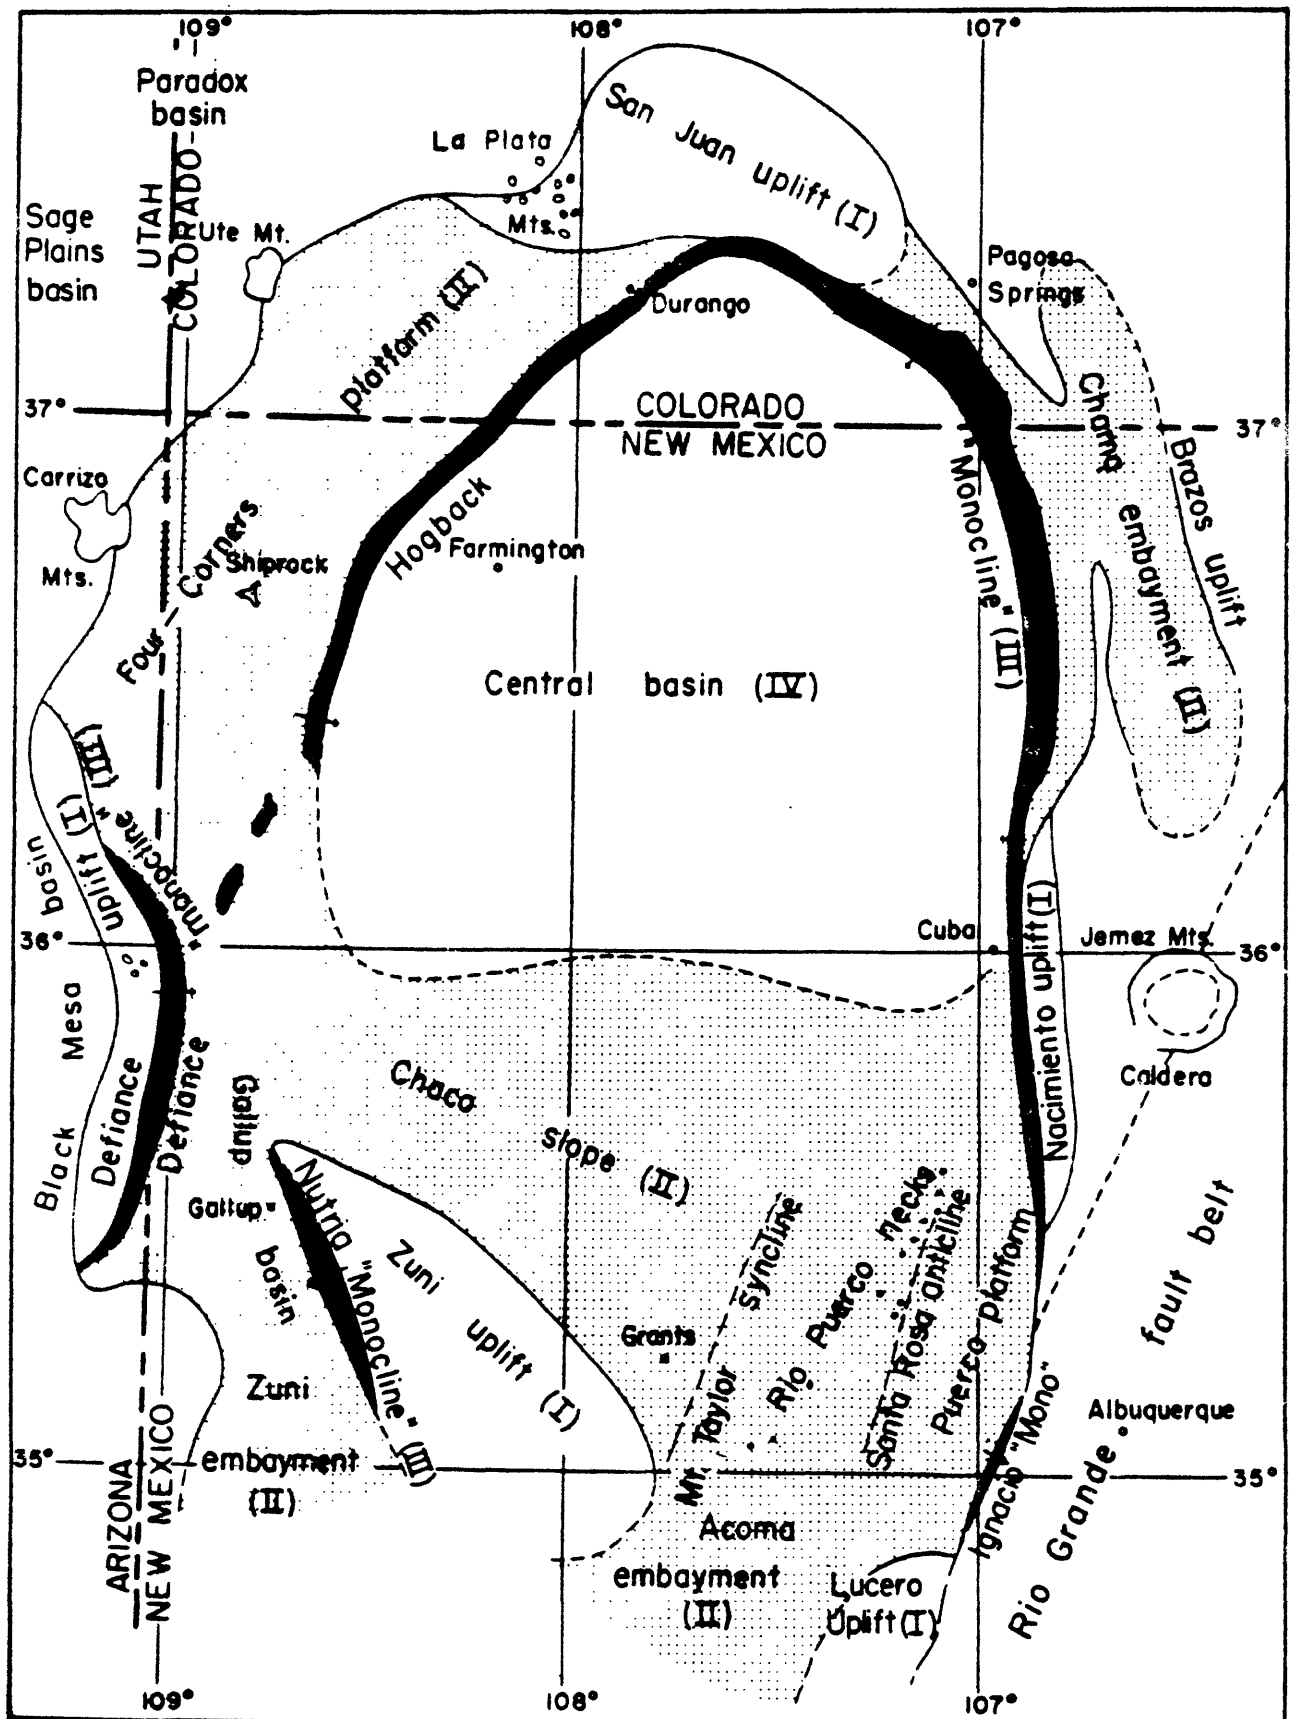 109°
108°
107°
Paradox
basin
San Juan uplift (I)
La Plata
Mts.
UTAH
COLORADO
Sage
Plains
basin
Ute Mt.
Pagosa
Springs
Durango
Platform (II)
37°
COLORADO
NEW MEXICO
37°
Chama embayment (II)
Brazos uplift
Carrizo
Mts.
Four Corners
Shiprock
Hogback
Farmington
"Monocline" (III)
Central basin (IV)
Defiance "monocline" (III)
Defiance uplift (I)
Black Mesa basin
36°
Cuba
Jemez Mts.
36°
Caldera
Nacimiento uplift (I)
Chaco slope (II)
Gallup basin
Gallup
Nutria "Monocline" (III)
Zuni uplift (I)
Grants
Mt. Taylor syncline
Rio Puerco necks
Santa Rosa anticline
Puerco platform
Rio Grande fault belt
Zuni
embayment
(II)
Albuquerque
Ignacio "Mono"
35°
35°
ARIZONA
NEW MEXICO
Acoma
embayment
(II)
Lucero
Uplift (I)
109°
108°
107°